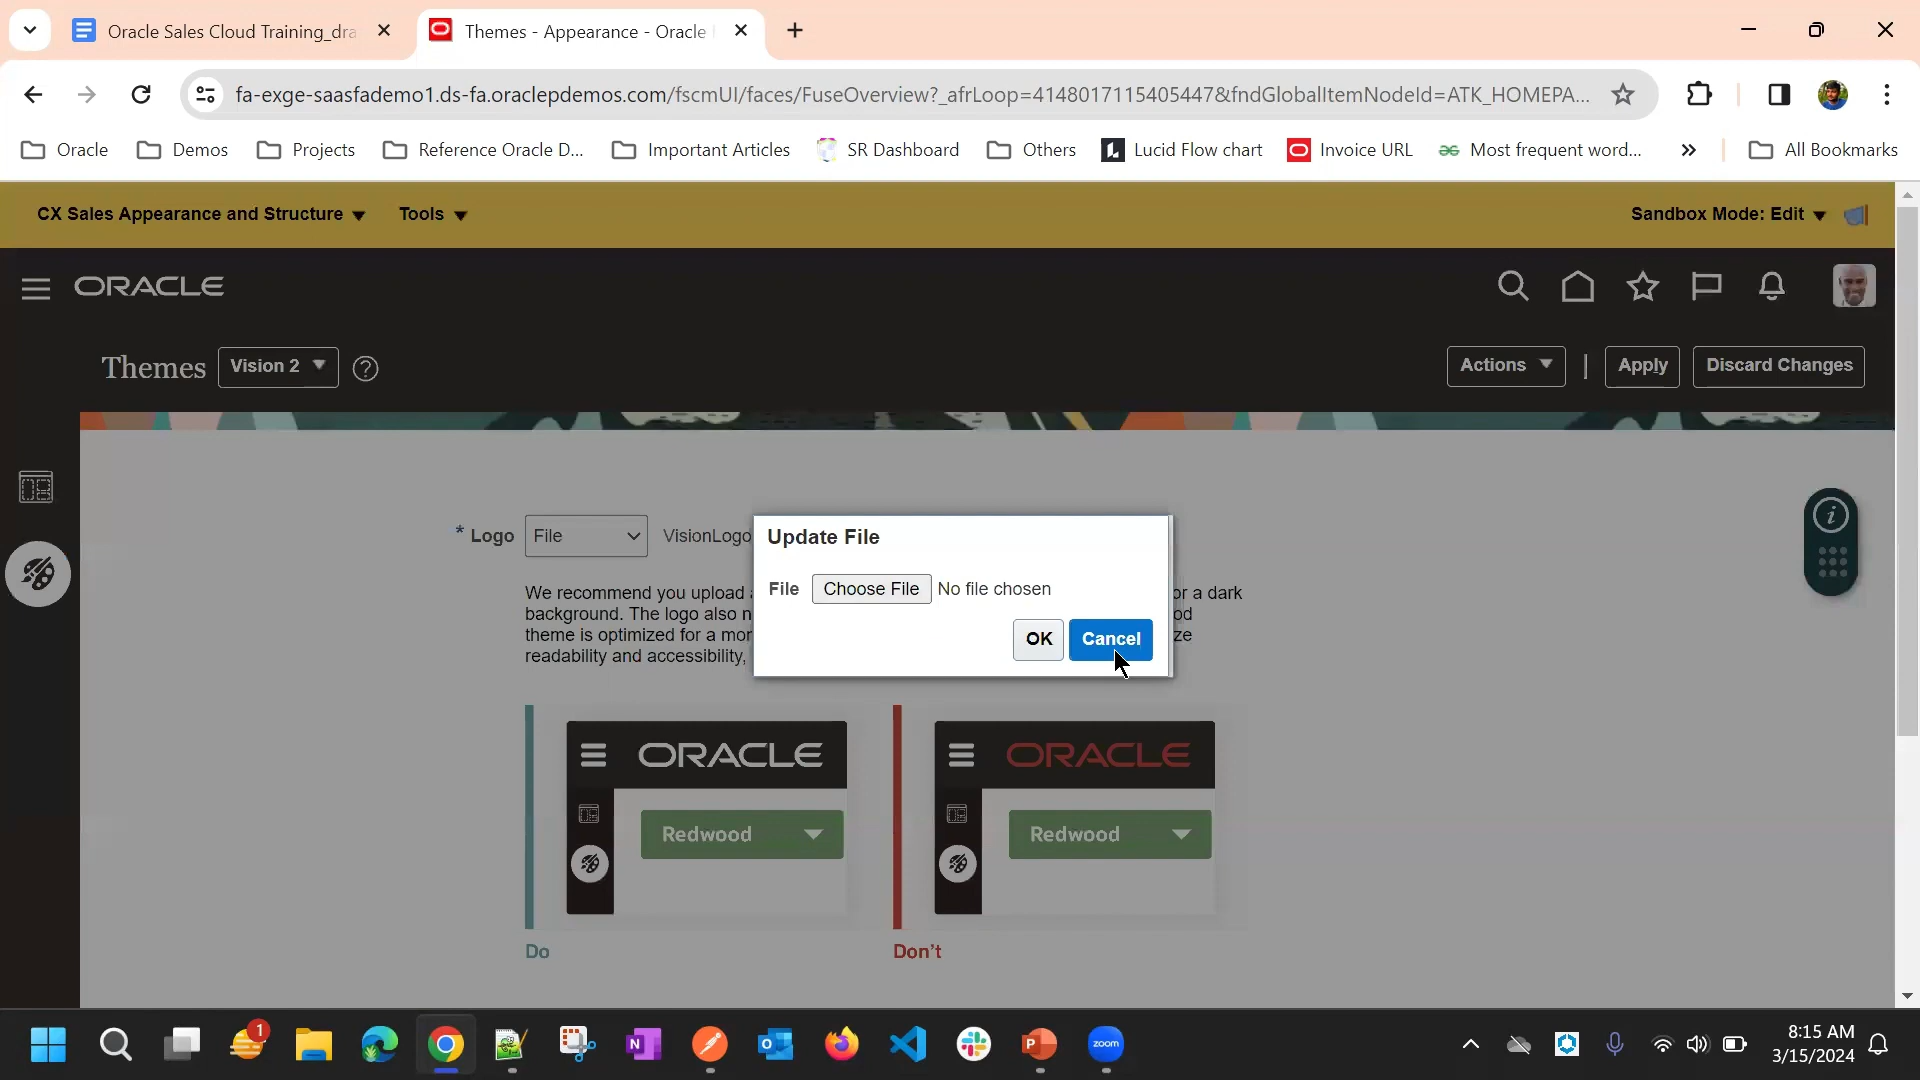 Oracle Sales Cloud Training_dra
Themes - Appearance - Oracle
fa-exge-saasfademo1.ds-fa.oraclepdemos.com/fscmUI/faces/FuseOverview?_afrLoop=4148017115405447&fndGlobalItemNodeId=ATK_HOMEPA...
Oracle
Demos
Projects
Reference Oracle D...
Important Articles
SR Dashboard
Others
Lucid Flow chart
Invoice URL
Most frequent word...
All Bookmarks
CX Sales Appearance and Structure
Tools
Sandbox Mode: Edit
ORACLE
Themes
Vision 2
Actions
Apply
Discard Changes
* Logo
File
VisionLogo
Update File
File
Choose File
No file chosen
OK
Cancel
We recommend you upload
or a dark
background. The logo also n
od
theme is optimized for a mor
ze
readability and accessibility,
ORACLE
Redwood
Do
ORACLE
Redwood
Don't
1
zoom
8:15 AM
3/15/2024